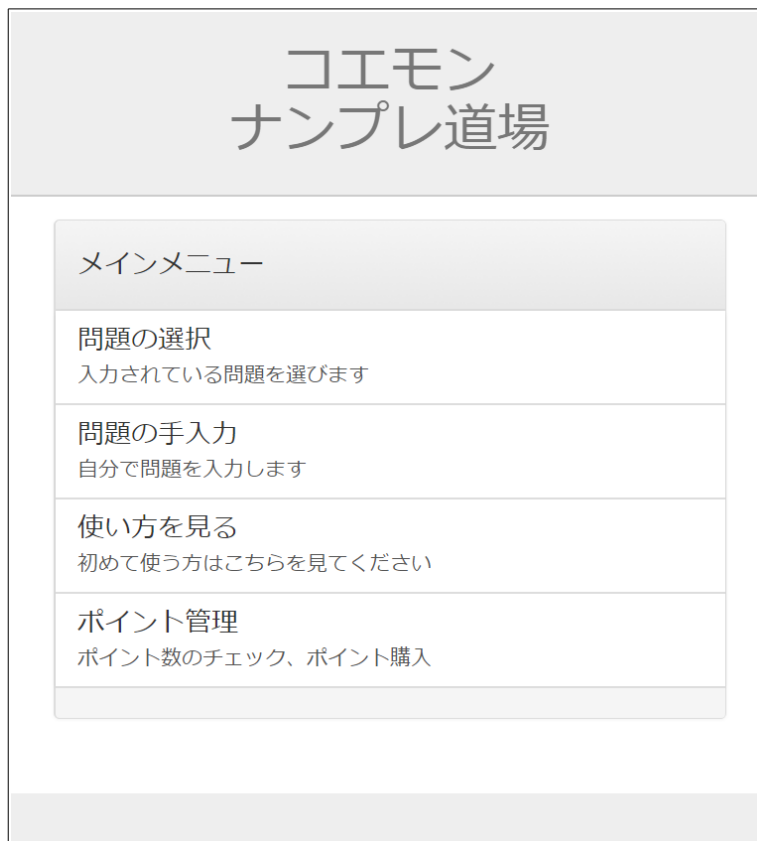 コエモン
ナンプレ道場
メインメニュー
問題の選択
入力されている問題を選びます
問題の手入力
自分で問題を入力します
使い方を見る
初めて使う方はこちらを見てください
ポイント管理
ポイント数のチェック、ポイント購入